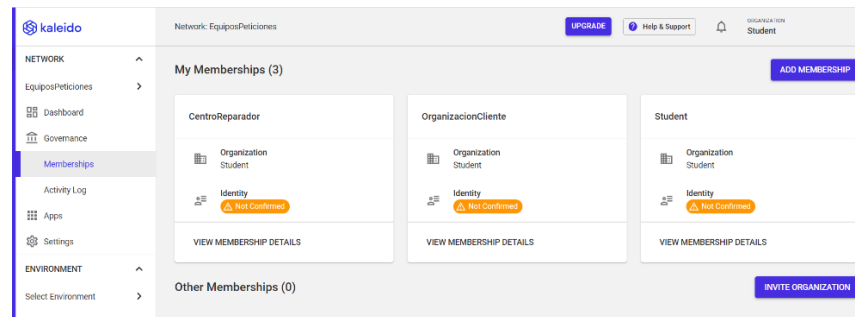 kaleido
Network: EquiposPeticiones
UPGRADE
Help & Support
ORGANIZATION
Student
NETWORK
EquiposPeticiones
Dashboard
Governance
Memberships
Activity Log
Apps
Settings
ENVIRONMENT
Select Environment
My Memberships (3)
ADD MEMBERSHIP
CentroReparador
Organization
Student
Identity
Not Confirmed
VIEW MEMBERSHIP DETAILS
OrganizacionCliente
Organization
Student
Identity
Not Confirmed
VIEW MEMBERSHIP DETAILS
Student
Organization
Student
Identity
Not Confirmed
VIEW MEMBERSHIP DETAILS
Other Memberships (0)
INVITE ORGANIZATION